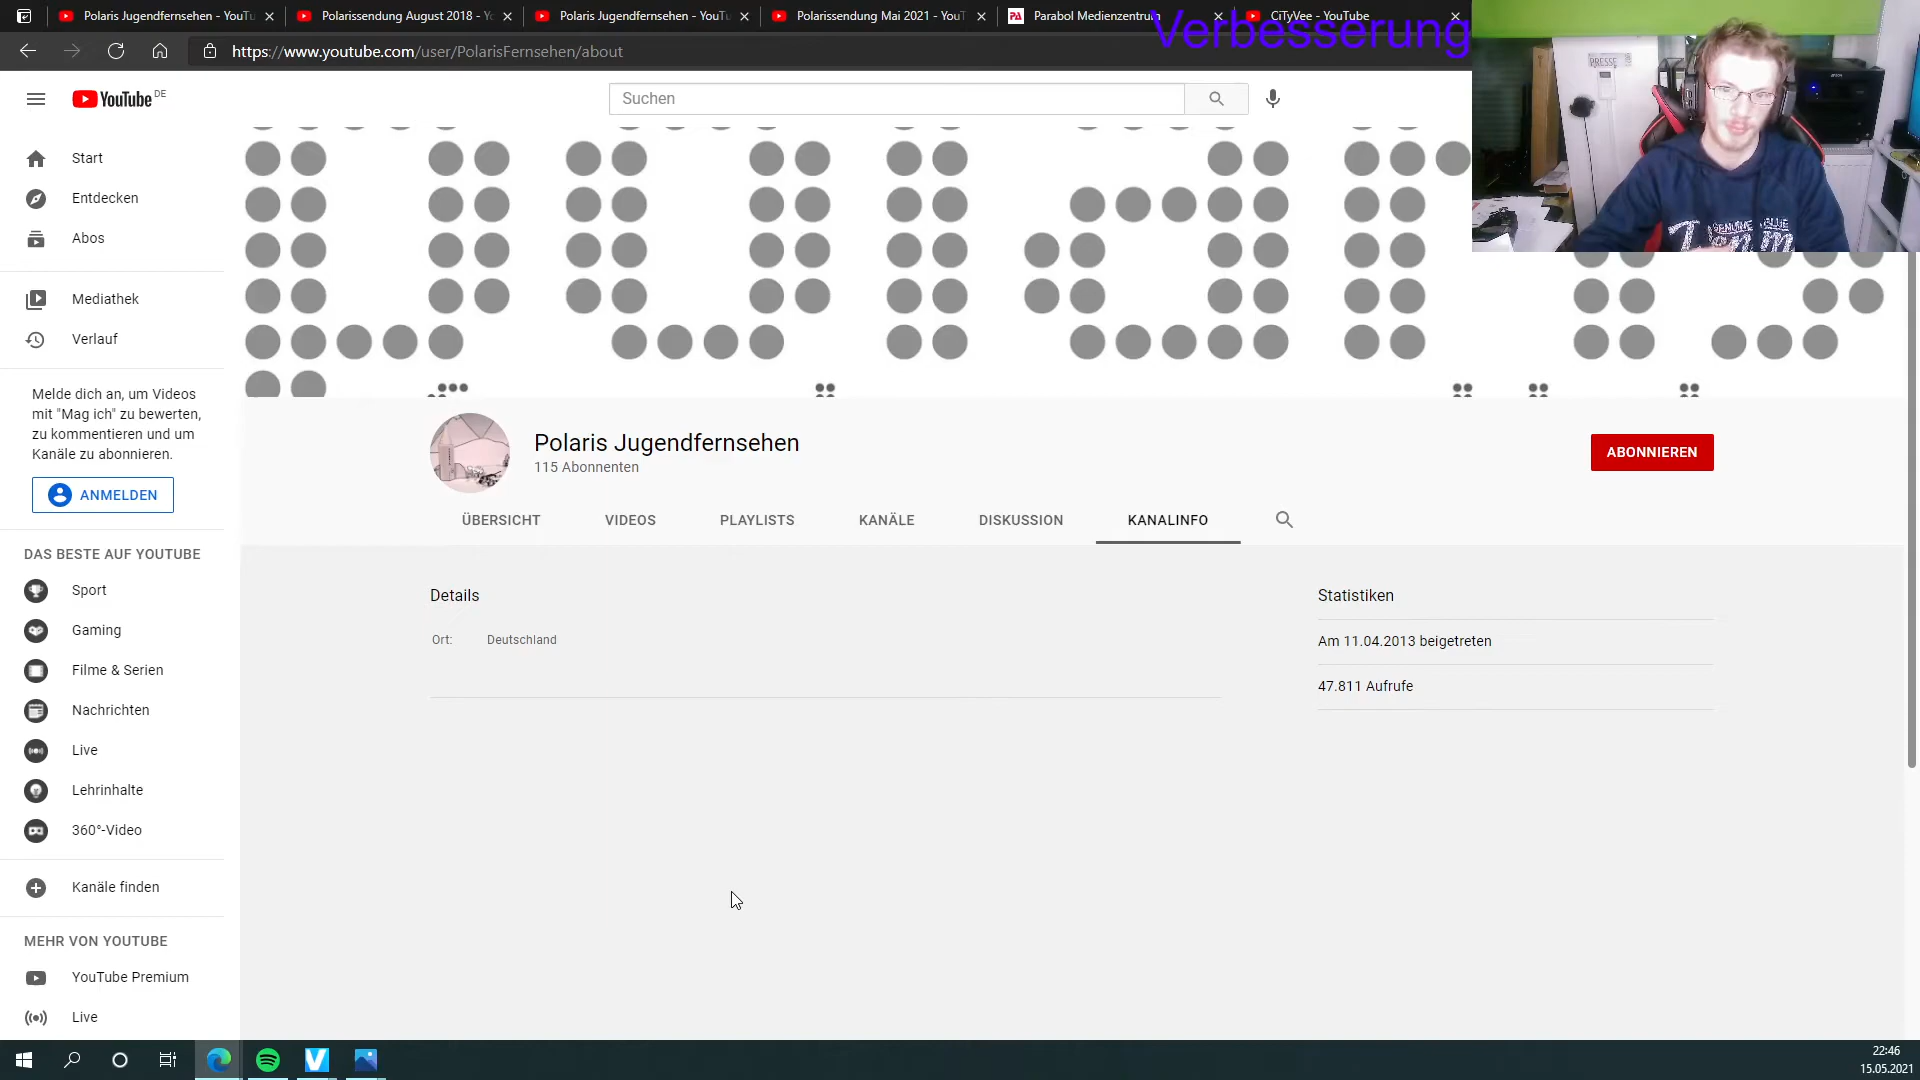 Polaris Jugendfernsehen - YouTu
Polarissendung August 2018 - Yo
Polaris Jugendfernsehen - YouTu
Polarissendung Mai 2021 - YouT
Parabol Medienzentrum
CiTyVee - YouTube
Verbesserung
https://www.youtube.com/user/PolarisFernsehen/about
YouTube DE
Suchen
PRESSE
Start
Entdecken
Abos
Mediathek
Verlauf
Melde dich an, um Videos
mit "Mag ich" zu bewerten,
zu kommentieren und um
Kanäle zu abonnieren.
ANMELDEN
Polaris Jugendfernsehen
115 Abonnenten
ABONNIEREN
ÜBERSICHT
VIDEOS
PLAYLISTS
KANÄLE
DISKUSSION
KANALINFO
DAS BESTE AUF YOUTUBE
Sport
Gaming
Filme & Serien
Nachrichten
Live
Lehrinhalte
360°-Video
Kanäle finden
MEHR VON YOUTUBE
YouTube Premium
Live
Details
Ort: Deutschland
Statistiken
Am 11.04.2013 beigetreten
47.811 Aufrufe
22:46
15.05.2021